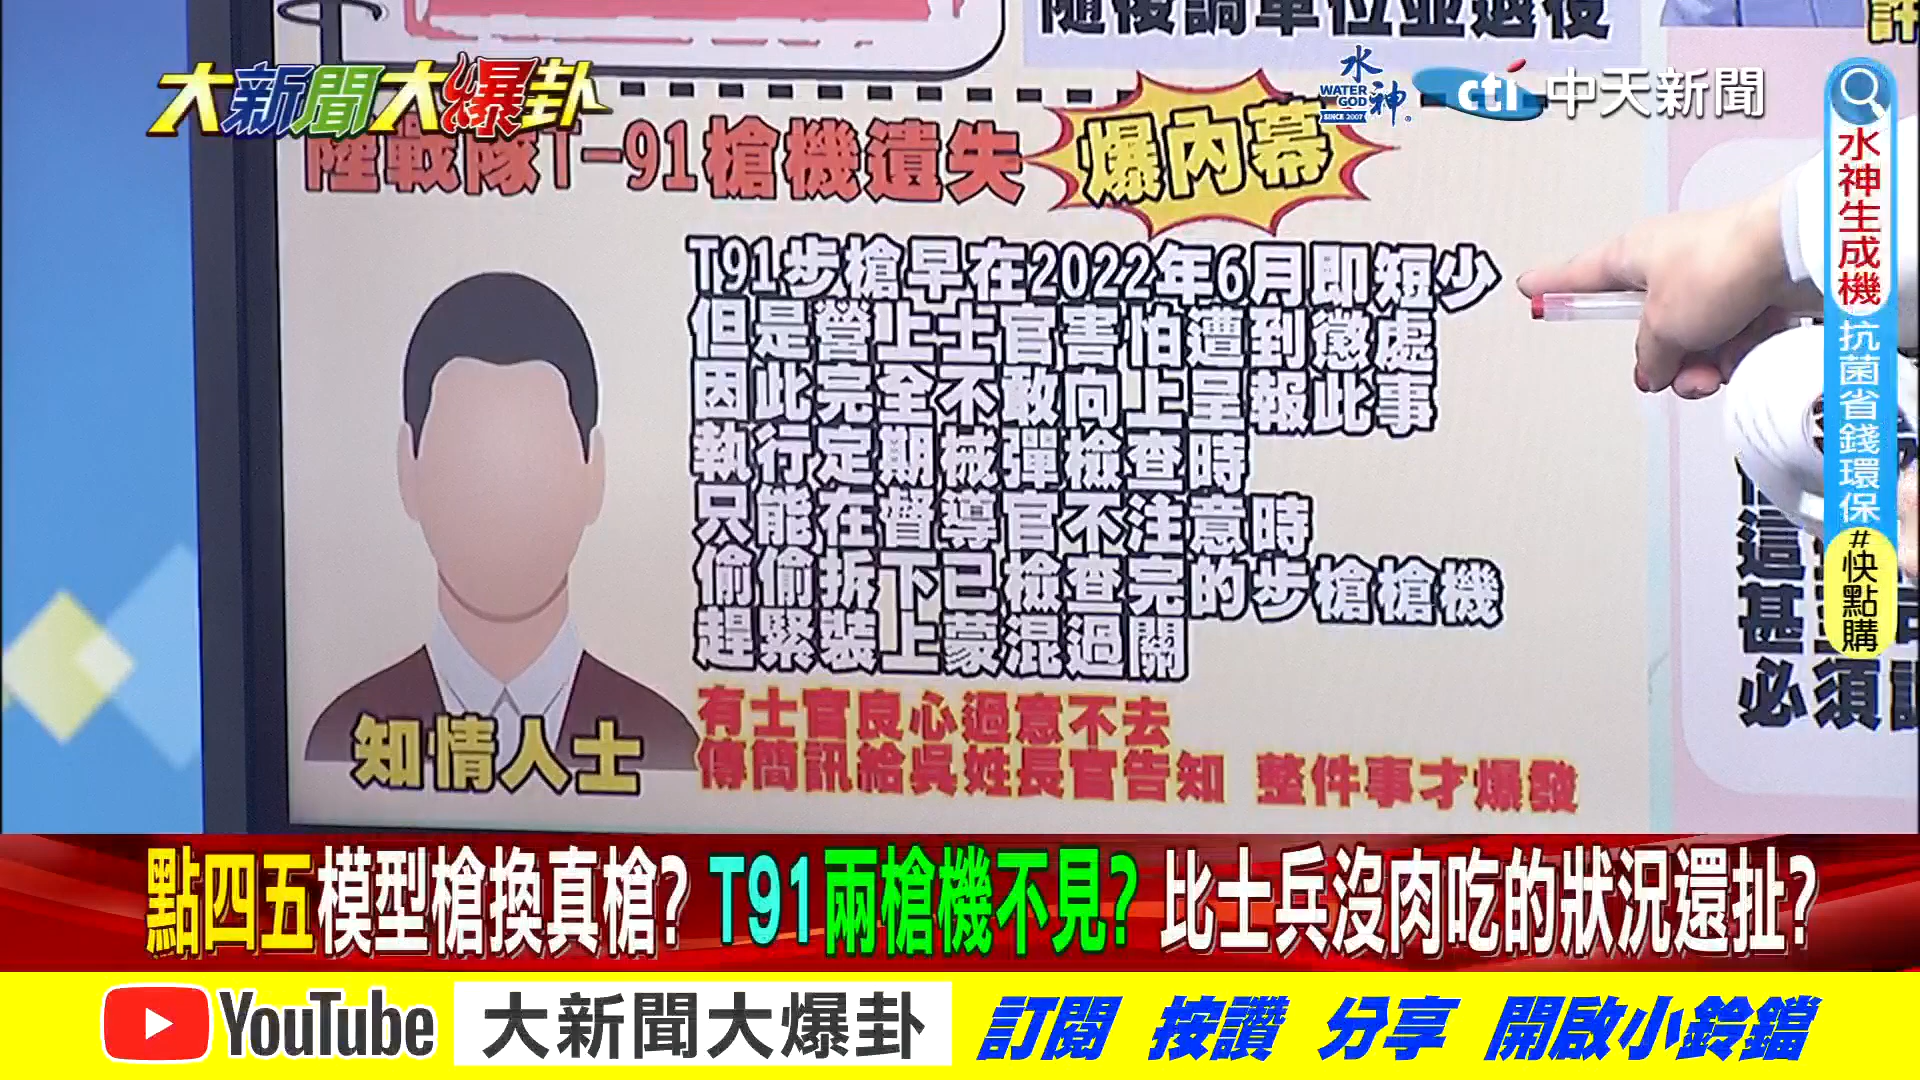 隨後調單位並退役
大新聞大爆卦
水神
WATER GOD
SINCE 2007
cti 中天新聞
陸戰隊T-91槍機遺失 爆內幕
T91步槍早在2022年6月即短少
但是營上士官害怕遭到懲處
因此完全不敢向上呈報此事
執行定期械彈檢查時
只能在督導官不注意時
偷偷拆下已檢查完的步槍槍機
趕緊裝上蒙混過關
有士官良心過意不去
傳簡訊給吳姓長官告知 整件事才爆發
知情人士
水神生成機
抗菌省錢環保
#快點購
這
甚
必須
點四五模型槍換真槍? T91兩槍機不見? 比士兵沒肉吃的狀況還扯?
YouTube 大新聞大爆卦 訂閱 按讚 分享 開啟小鈴鐺